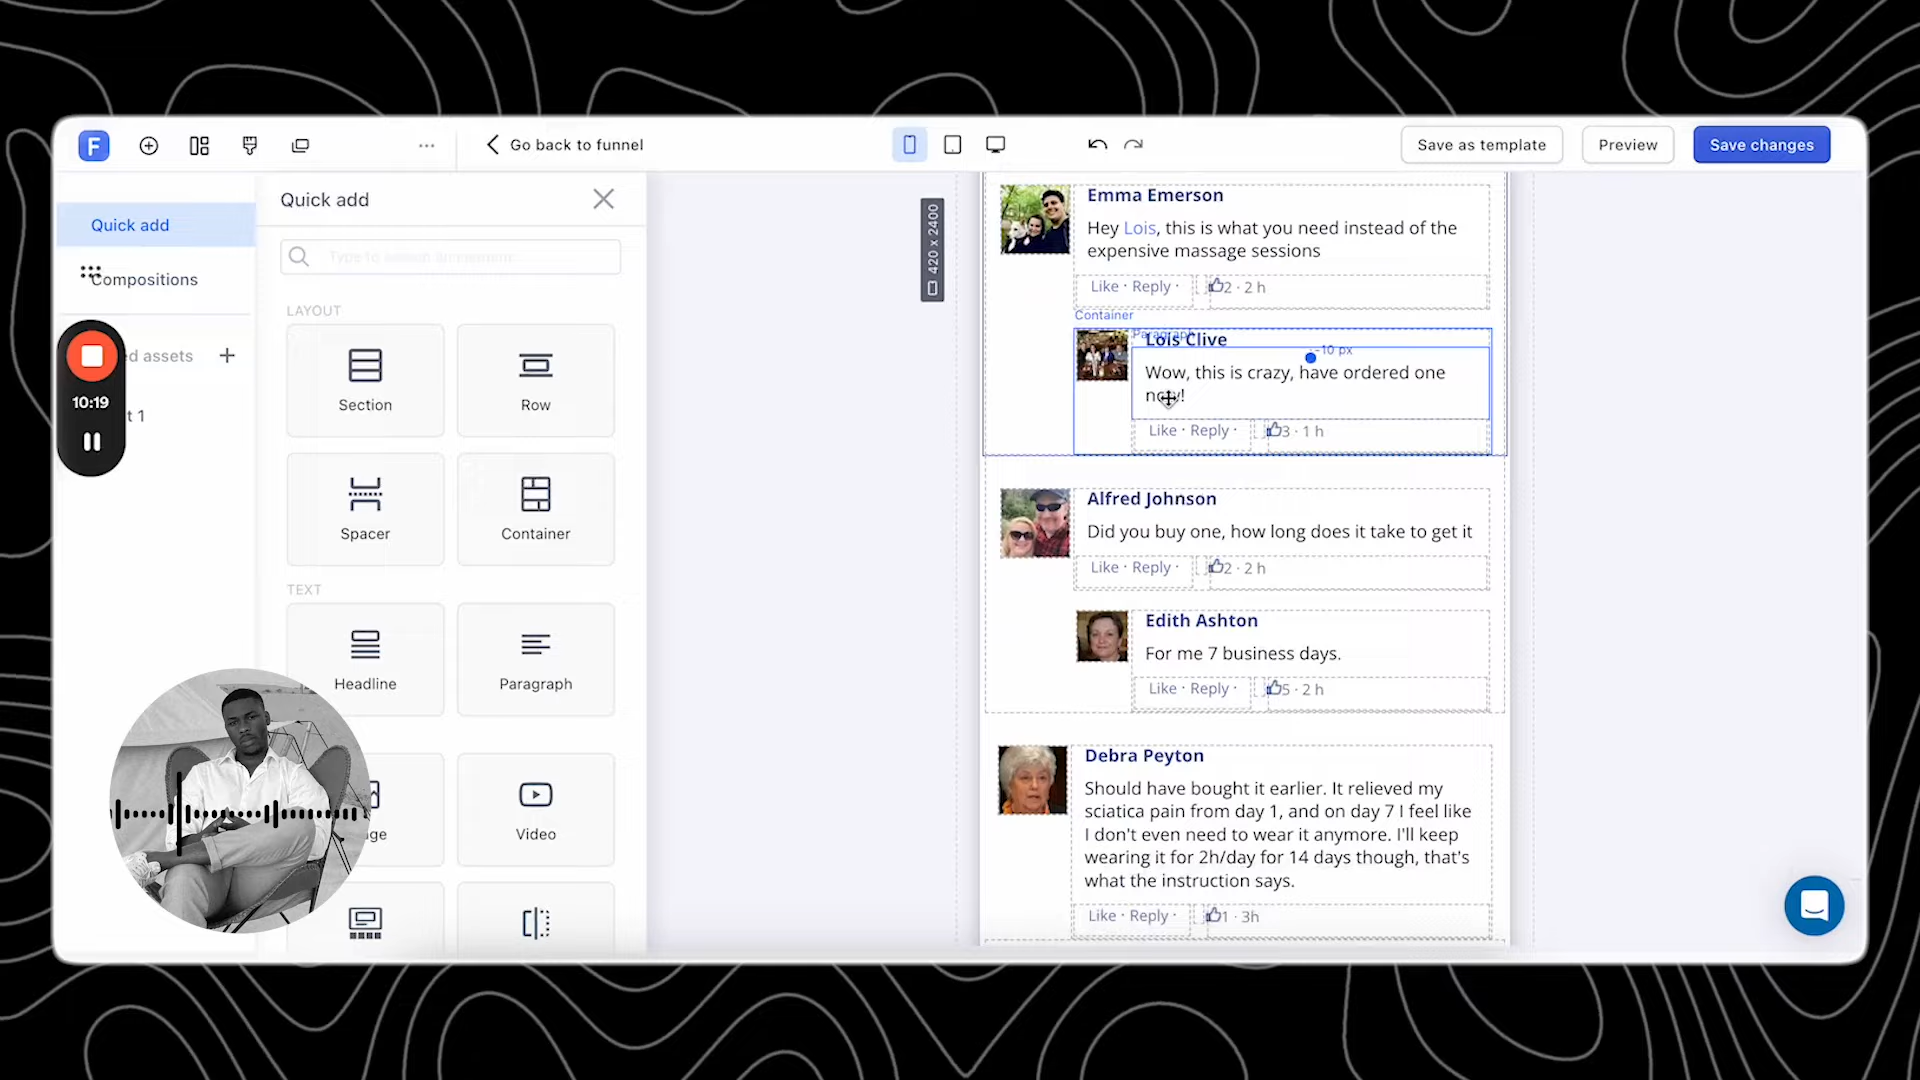 F
Go back to funnel
Save as template
Preview
Save changes
Quick add
Compositions
d assets
t 1
10:19
Quick add
LAYOUT
Section
Row
Spacer
Container
TEXT
Headline
Paragraph
ge
Video
420 x 2400
Emma Emerson
Hey Lois, this is what you need instead of the
expensive massage sessions
Like · Reply ·
2 · 2 h
Container
Paragraph
Lois Clive
-10 px
Wow, this is crazy, have ordered one
now!
Like · Reply ·
3 · 1 h
Alfred Johnson
Did you buy one, how long does it take to get it
Like · Reply ·
2 · 2 h
Edith Ashton
For me 7 business days.
Like · Reply ·
5 · 2 h
Debra Peyton
Should have bought it earlier. It relieved my
sciatica pain from day 1, and on day 7 I feel like
I don't even need to wear it anymore. I'll keep
wearing it for 2h/day for 14 days though, that's
what the instruction says.
Like · Reply ·
1 · 3h